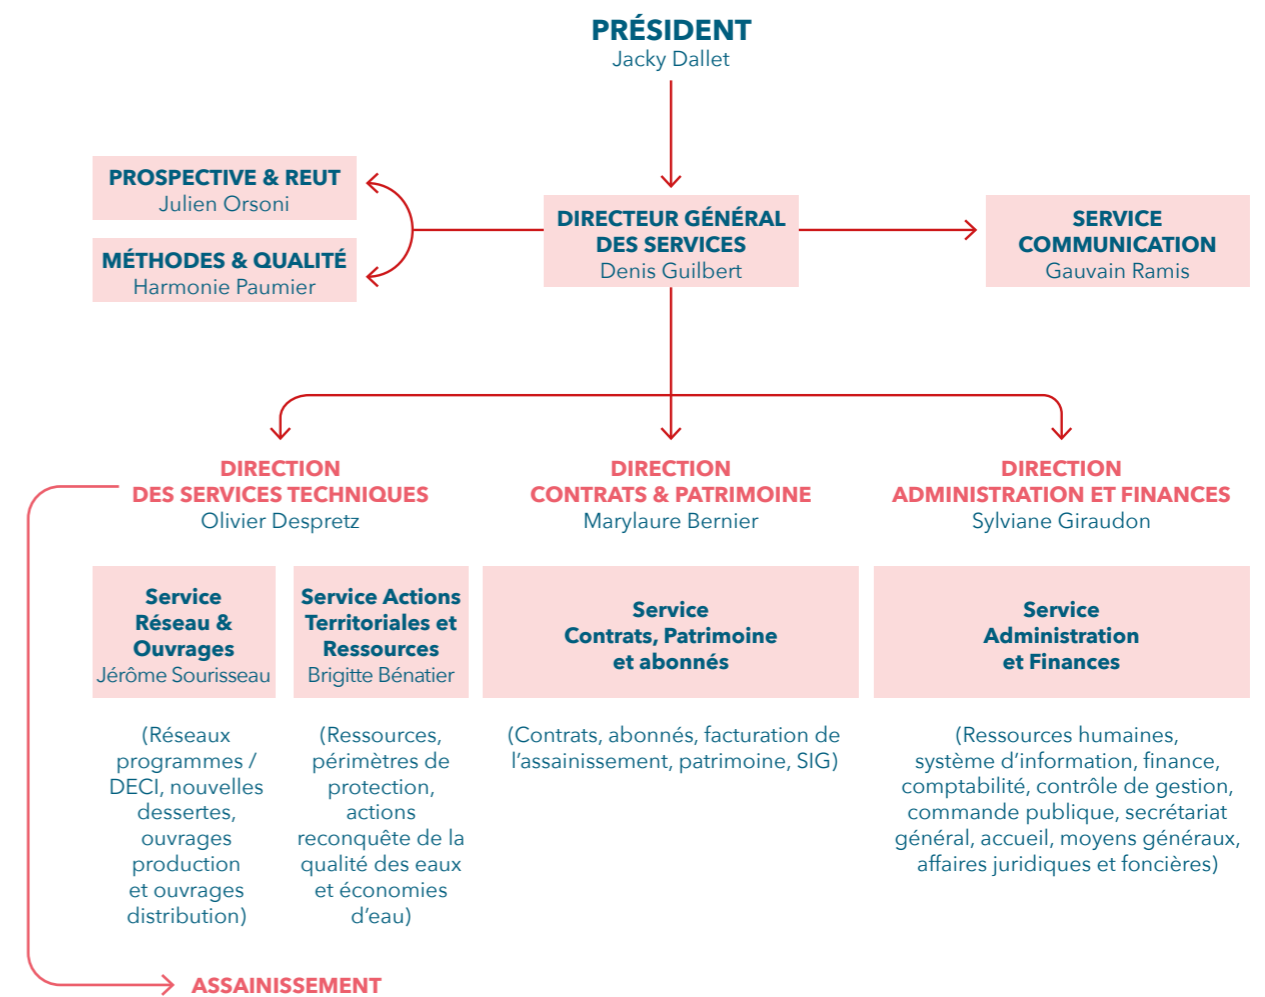 PRÉSIDENT
Jacky Dallet
PROSPECTIVE & REUT
Julien Orsoni
MÉTHODES & QUALITÉ
Harmonie Paumier
DIRECTEUR GÉNÉRAL
DES SERVICES
Denis Guilbert
SERVICE
COMMUNICATION
Gauvain Ramis
DIRECTION
DES SERVICES TECHNIQUES
Olivier Despretz
DIRECTION
CONTRATS & PATRIMOINE
Marylaure Bernier
DIRECTION
ADMINISTRATION ET FINANCES
Sylviane Giraudon
Service
Réseau &
Ouvrages
Jérôme Sourisseau
Service Actions
Territoriales et
Ressources
Brigitte Bénatier
Service
Contrats, Patrimoine
et abonnés
Service
Administration
et Finances
(Réseaux
programmes /
DECI, nouvelles
dessertes,
ouvrages
production
et ouvrages
distribution)
(Ressources,
périmètres de
protection,
actions
reconquête de la
qualité des eaux
et économies
d’eau)
(Contrats, abonnés, facturation de
l’assainissement, patrimoine, SIG)
(Ressources humaines,
système d’information, finance,
comptabilité, contrôle de gestion,
commande publique, secrétariat
général, accueil, moyens généraux,
affaires juridiques et foncières)
ASSAINISSEMENT